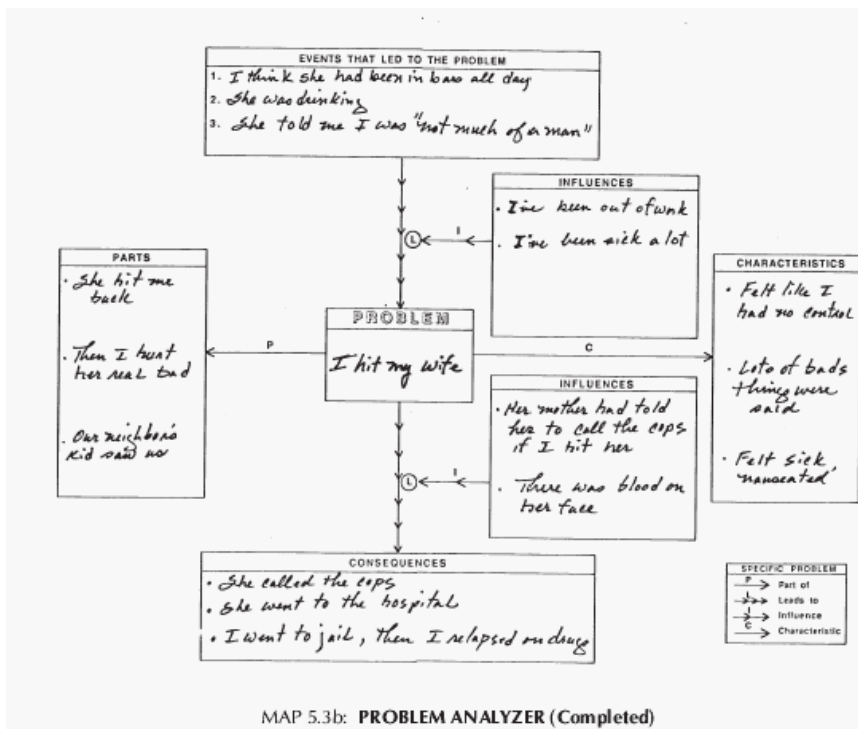 EVENTS THAT LED TO THE PROBLEM
1. I think she had been in bars all day
2. She was drinking
3. She told me I was "not much of a man"
INFLUENCES
• I've been out of work
• I've been sick a lot
L
I
PARTS
• She hit me
back
• Then I hurt
her real bad
• Our neighbor's
kid saw us
P
PROBLEM
I hit my wife
C
CHARACTERISTICS
• Felt like I
had no control
• Lots of bads
things were
said
• Felt sick,
nauseated
INFLUENCES
• Her mother had told
her to call the cops
if I hit her
• There was blood on
her face
L
I
CONSEQUENCES
• She called the cops
• She went to the hospital
• I went to jail, then I relapsed on drugs
SPECIFIC PROBLEM
P Part of
L Leads to
I Influence
C Characteristic
MAP 5.3b: PROBLEM ANALYZER (Completed)